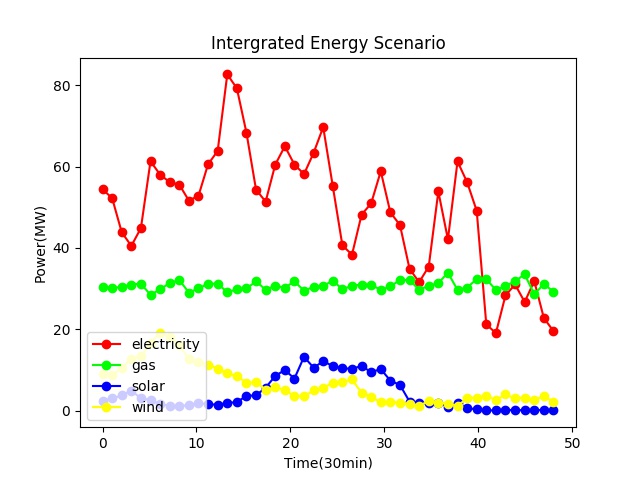 Intergrated Energy Scenario
Power(MW)
80
60
40
20
0
electricity
gas
solar
wind
0 10 20 30 40 50
Time(30min)